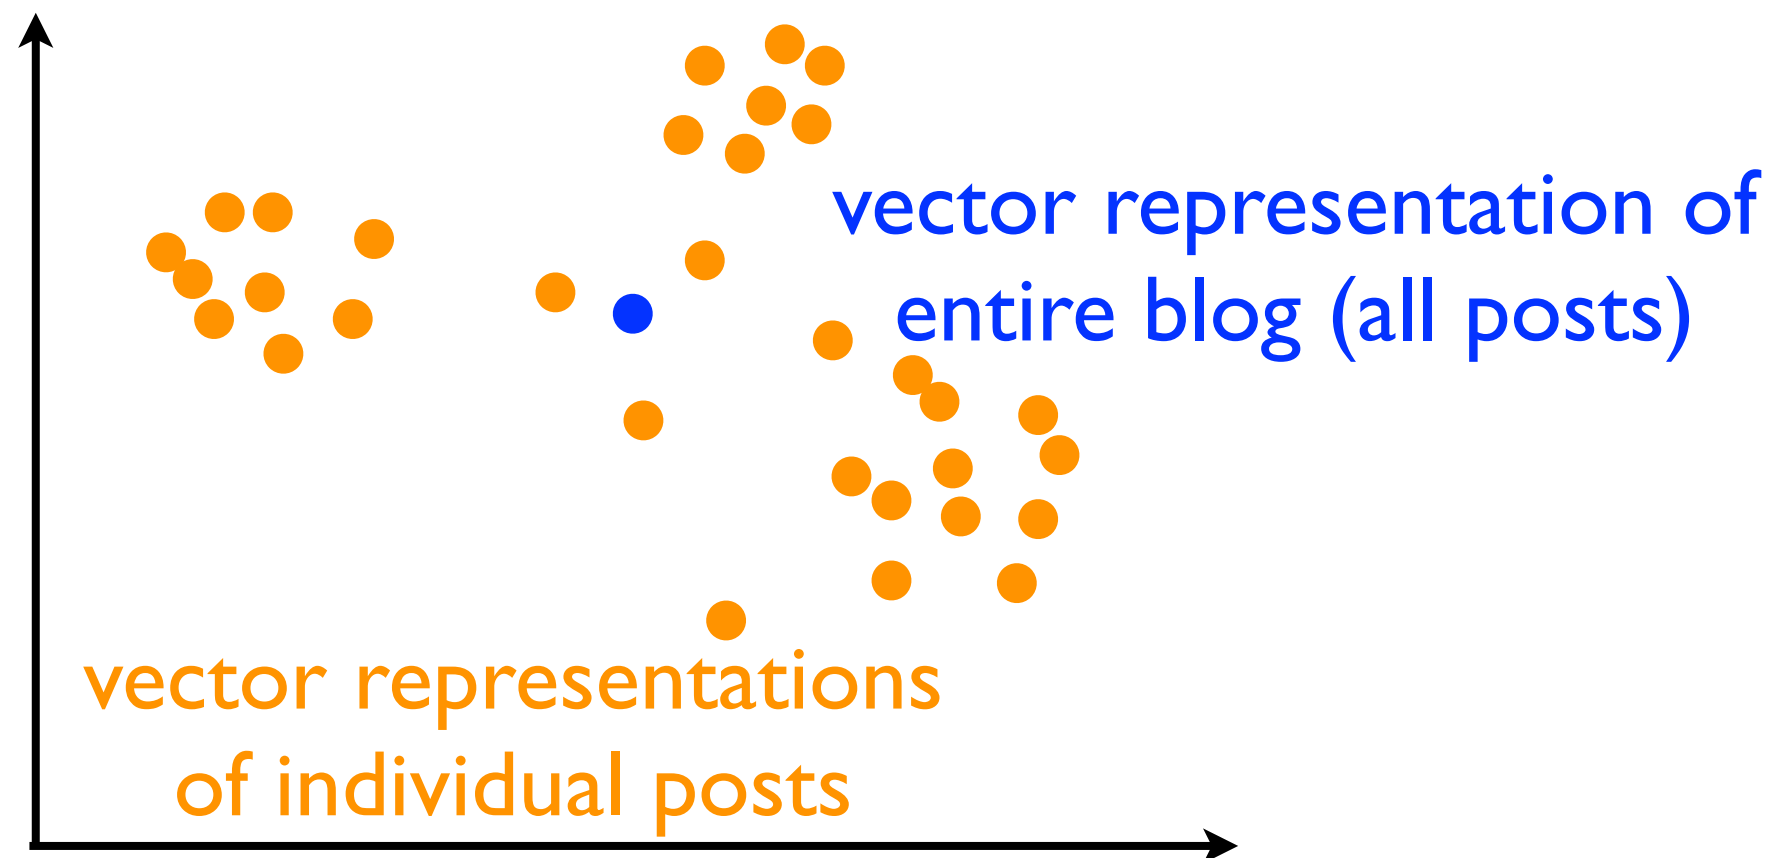 vector representation of
entire blog (all posts)
vector representations
of individual posts